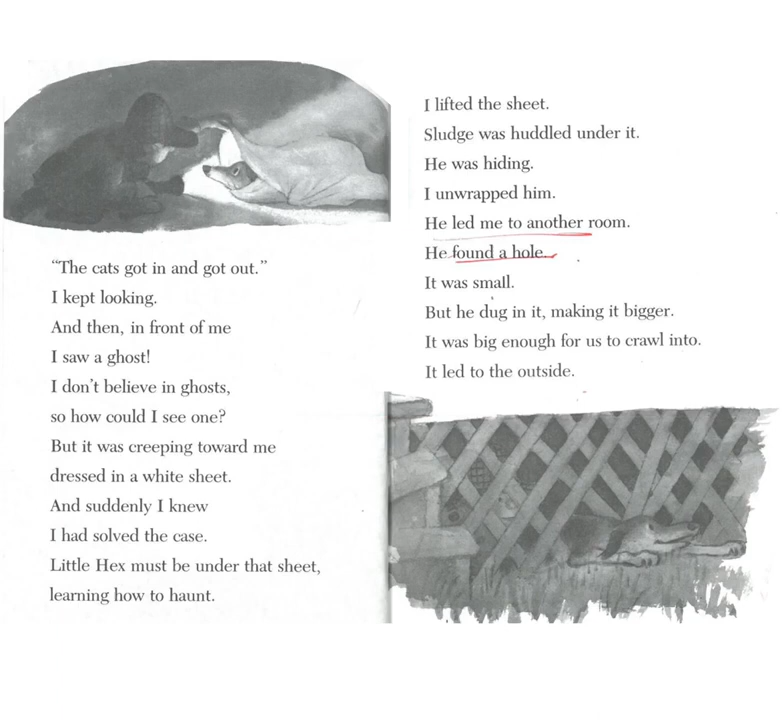 “The cats got in and got out.”
I kept looking.
And then, in front of me
I saw a ghost!
I don’t believe in ghosts,
so how could I see one?
But it was creeping toward me
dressed in a white sheet.
And suddenly I knew
I had solved the case.
Little Hex must be under that sheet,
learning how to haunt.
I lifted the sheet.
Sludge was huddled under it.
He was hiding.
I unwrapped him.
He led me to another room.
He found a hole.
It was small.
But he dug in it, making it bigger.
It was big enough for us to crawl into.
It led to the outside.